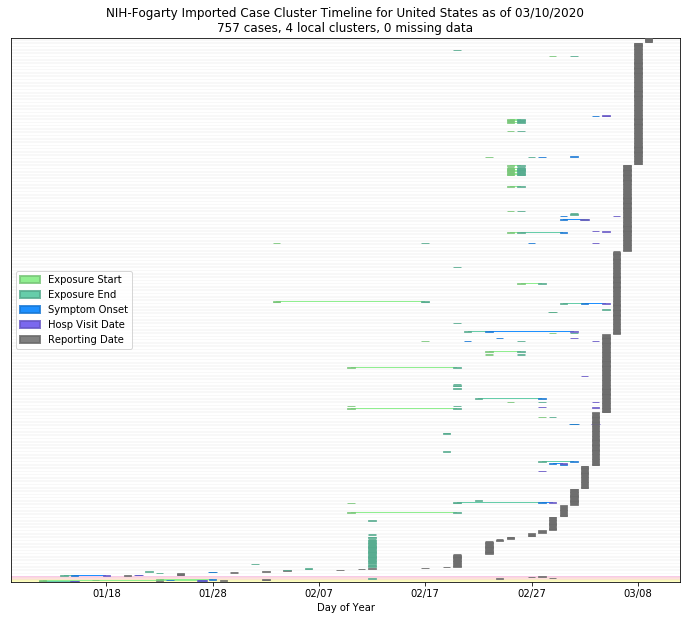 NIH-Fogarty Imported Case Cluster Timeline for United States as of 03/10/2020
757 cases, 4 local clusters, 0 missing data
Exposure Start
Exposure End
Symptom Onset
Hosp Visit Date
Reporting Date
01/18 01/28 02/07 02/17 02/27 03/08
Day of Year